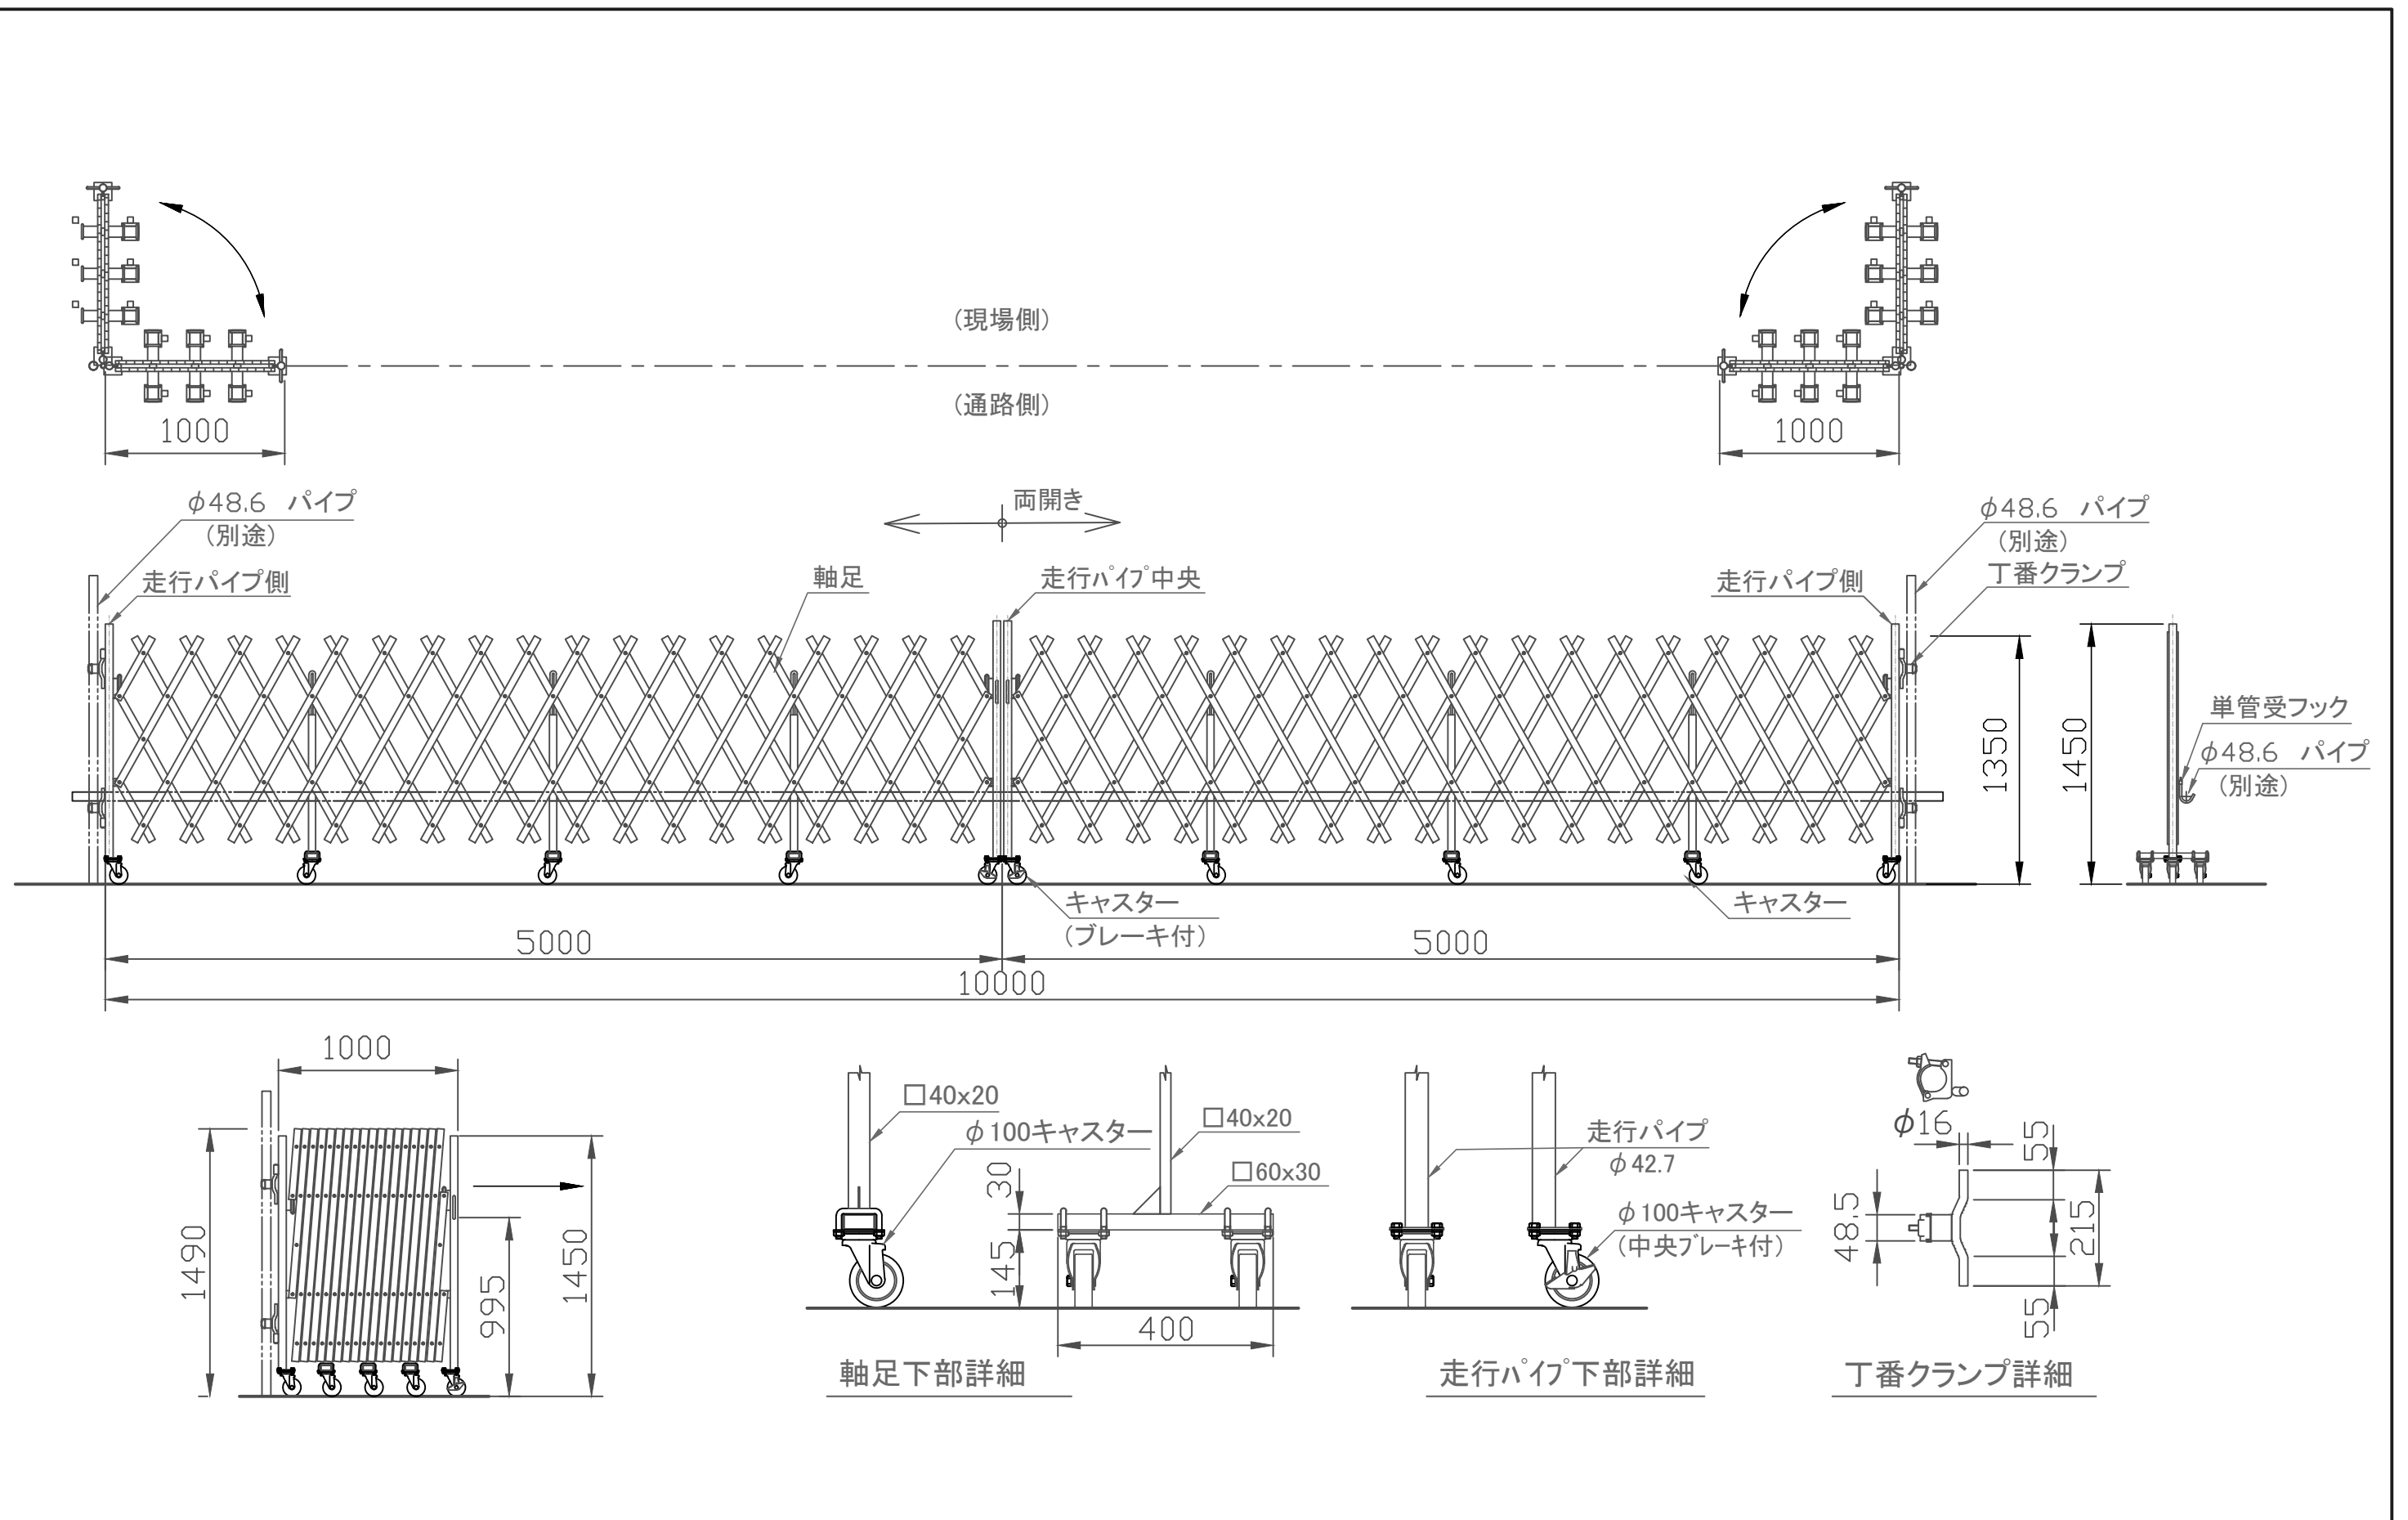 (現場側)
(通路側)
1000
1000
φ48.6 パイプ
(別途)
走行パイプ側
両開き
軸足
走行ﾊﾟｲﾌﾟ中央
φ48.6 パイプ
(別途)
丁番クランプ
走行パイプ側
1350
1450
単管受フック
φ48.6 パイプ
(別途)
キャスター
(ブレーキ付)
キャスター
5000
5000
10000
1000
1490
995
1450
□40x20
φ100キャスター
□40x20
□60x30
30
145
400
軸足下部詳細
走行パイプ
φ42.7
φ100キャスター
(中央ﾌﾞﾚｰｷ付)
走行ﾊﾟｲﾌﾟ下部詳細
φ16
55
48.5
215
55
丁番クランプ詳細